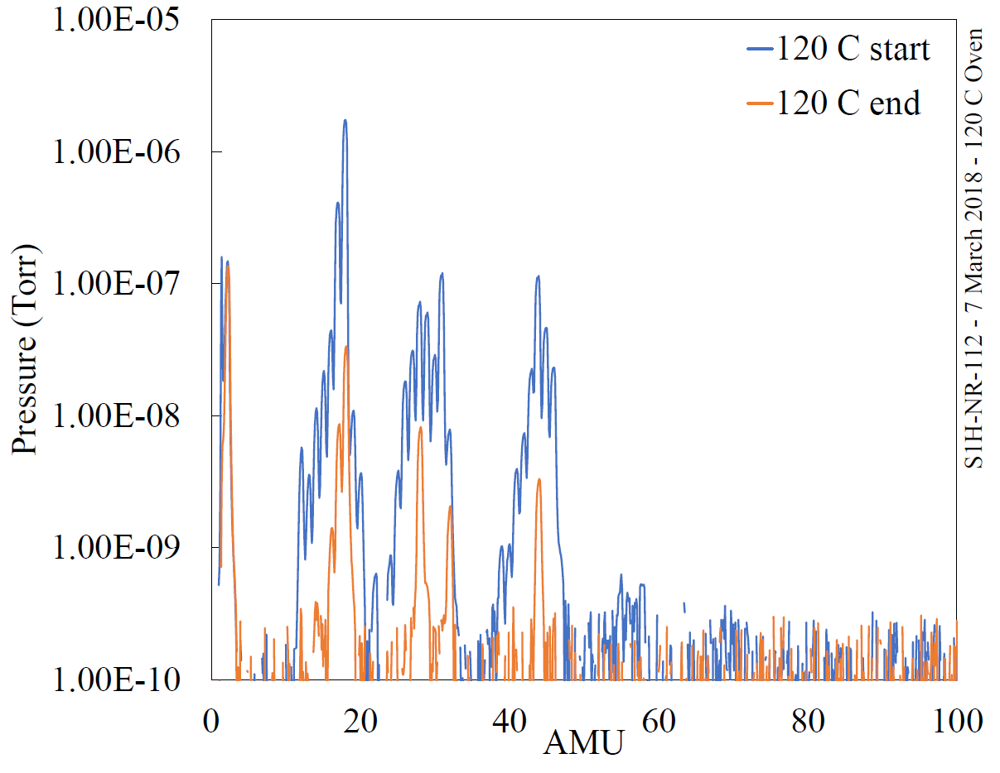 1.00E-05
1.00E-06
1.00E-07
1.00E-08
1.00E-09
1.00E-10
Pressure (Torr)
120 C start
120 C end
S1H-NR-112 - 7 March 2018 - 120 C Oven
0 20 40 60 80 100
AMU